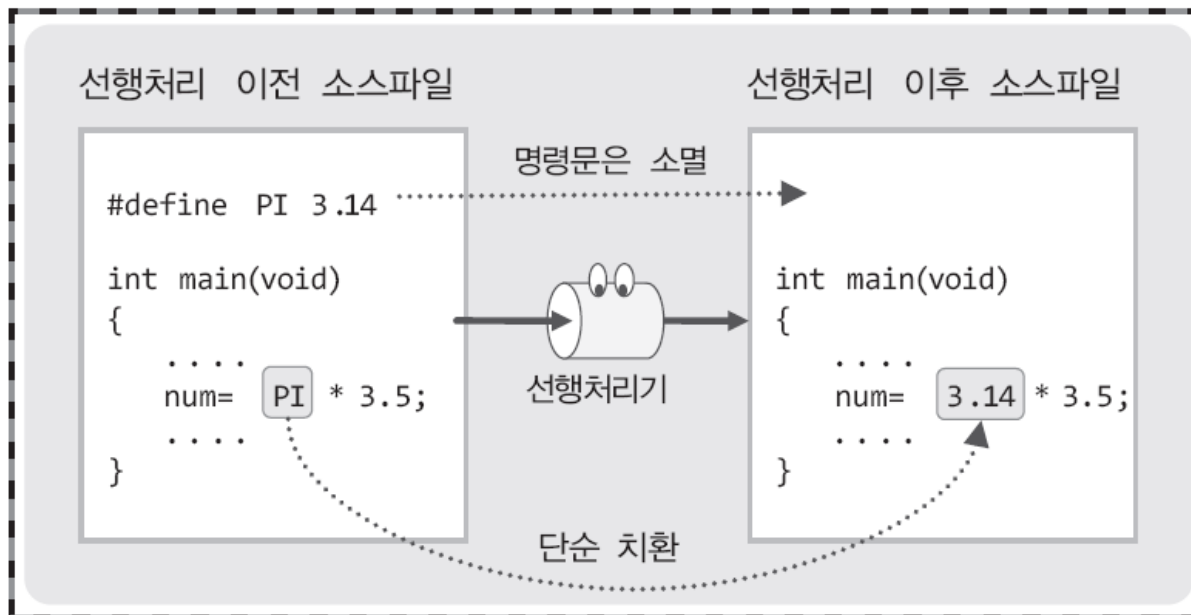 선행처리 이전 소스파일
#define PI 3.14
int main(void)
{
....
num= PI * 3.5;
....
}
명령문은 소멸
선행처리기
단순 치환
선행처리 이후 소스파일
int main(void)
{
....
num= 3.14 * 3.5;
....
}